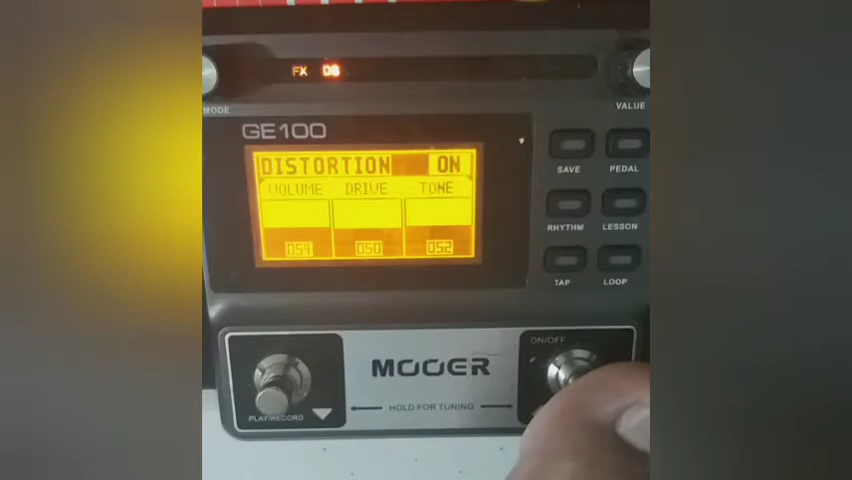 FX DS
MODE
VALUE
GE100
DISTORTION ON
VOLUME DRIVE TONE
054 050 052
SAVE PEDAL
RHYTHM LESSON
TAP LOOP
ON/OFF
MOOER
PLAY/RECORD
HOLD FOR TUNING